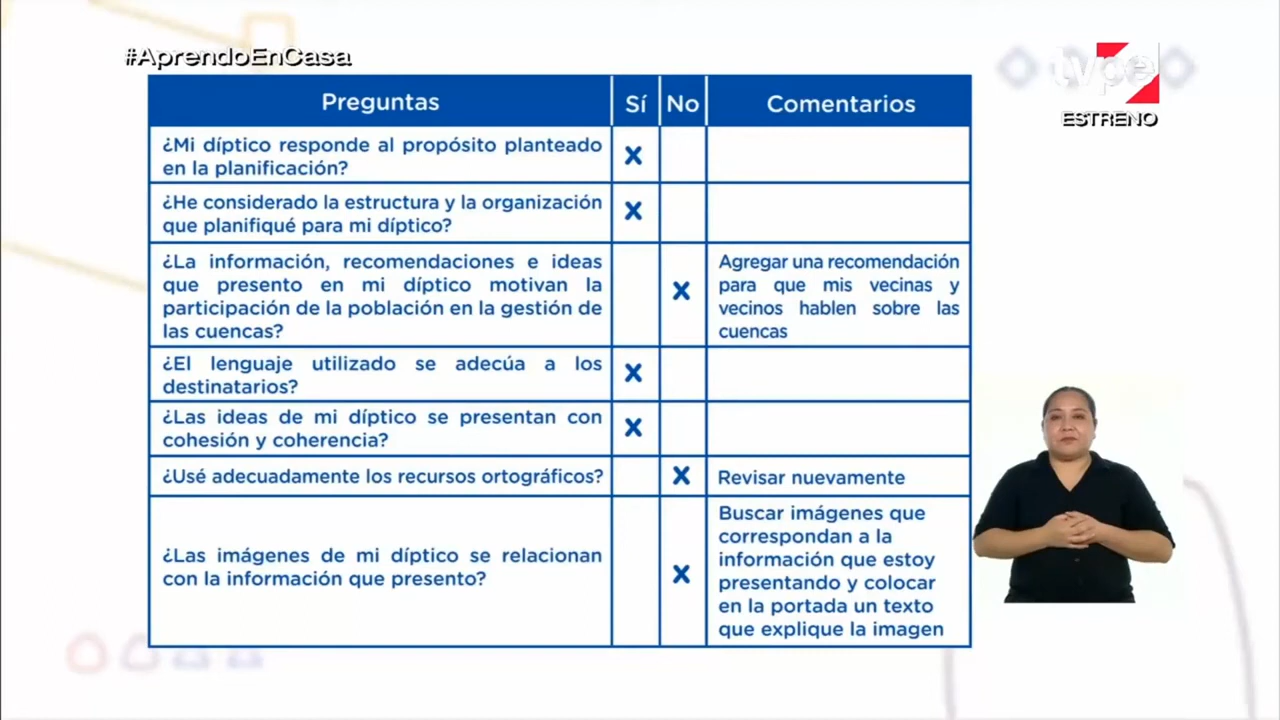 #AprendoEnCasa
tvpe
ESTRENO
Preguntas Sí No Comentarios
¿Mi díptico responde al propósito planteado
en la planificación?
X
¿He considerado la estructura y la organización
que planifiqué para mi díptico?
X
¿La información, recomendaciones e ideas
que presento en mi díptico motivan la
participación de la población en la gestión de
las cuencas?
X
Agregar una recomendación
para que mis vecinas y
vecinos hablen sobre las
cuencas
¿El lenguaje utilizado se adecúa a los
destinatarios?
X
¿Las ideas de mi díptico se presentan con
cohesión y coherencia?
X
¿Usé adecuadamente los recursos ortográficos?
X
Revisar nuevamente
¿Las imágenes de mi díptico se relacionan
con la información que presento?
X
Buscar imágenes que
correspondan a la
información que estoy
presentando y colocar
en la portada un texto
que explique la imagen